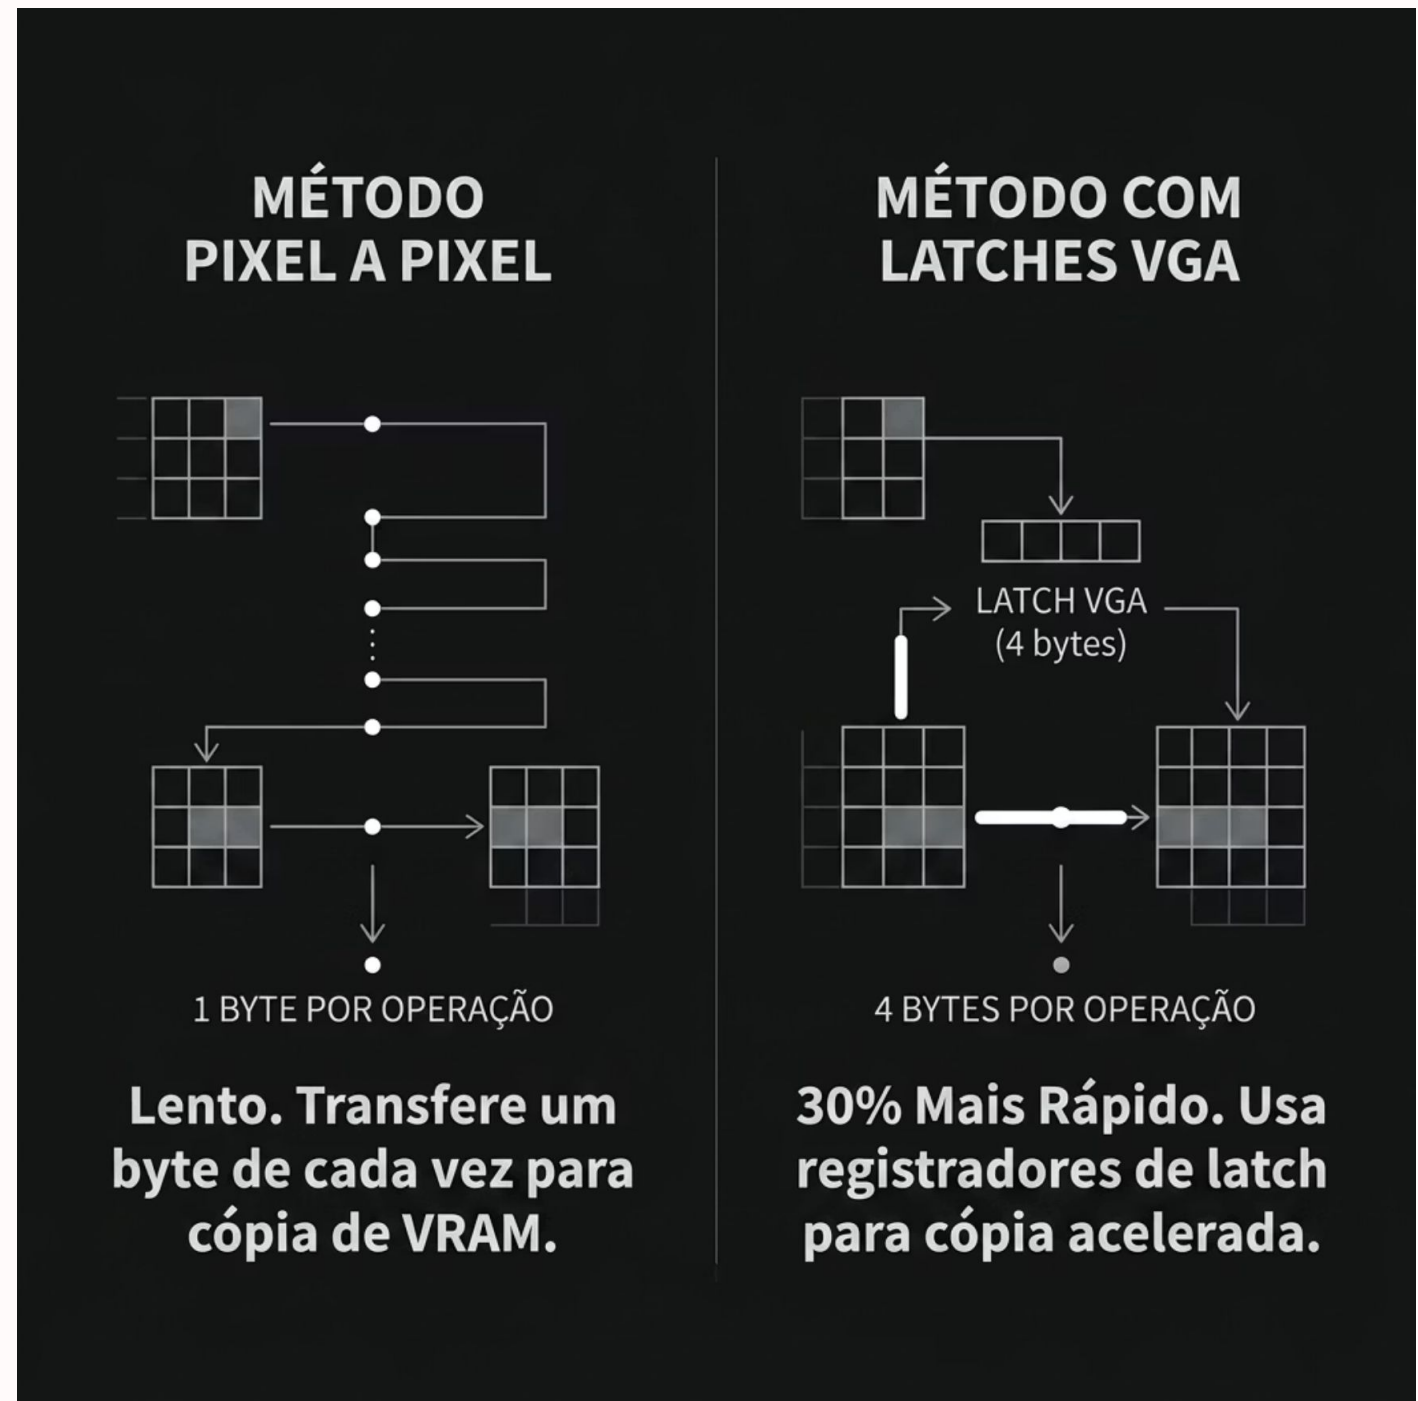 MÉTODO
PIXEL A PIXEL
1 BYTE POR OPERAÇÃO
Lento. Transfere um
byte de cada vez para
cópia de VRAM.
MÉTODO COM
LATCHES VGA
LATCH VGA
(4 bytes)
4 BYTES POR OPERAÇÃO
30% Mais Rápido. Usa
registradores de latch
para cópia acelerada.